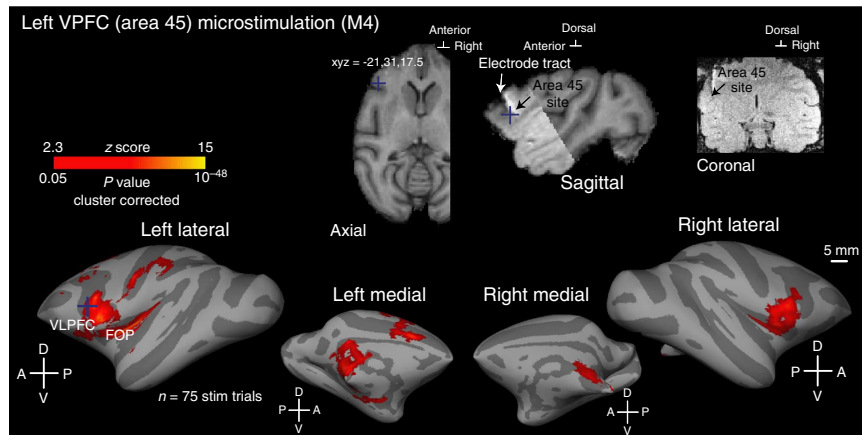 Left VPFC (area 45) microstimulation (M4)
Anterior
Right
xyz = -21,31,17.5
Axial
Dorsal
Anterior
Electrode tract
Area 45
site
Sagittal
Dorsal
Right
Area 45
site
Coronal
2.3 z score 15
0.05 P value 10⁻⁴⁸
cluster corrected
Left lateral
VLPFC
FOP
D
A P
V
n = 75 stim trials
Left medial
D
P A
V
Right medial
D
A P
V
Right lateral
5 mm
D
P A
V